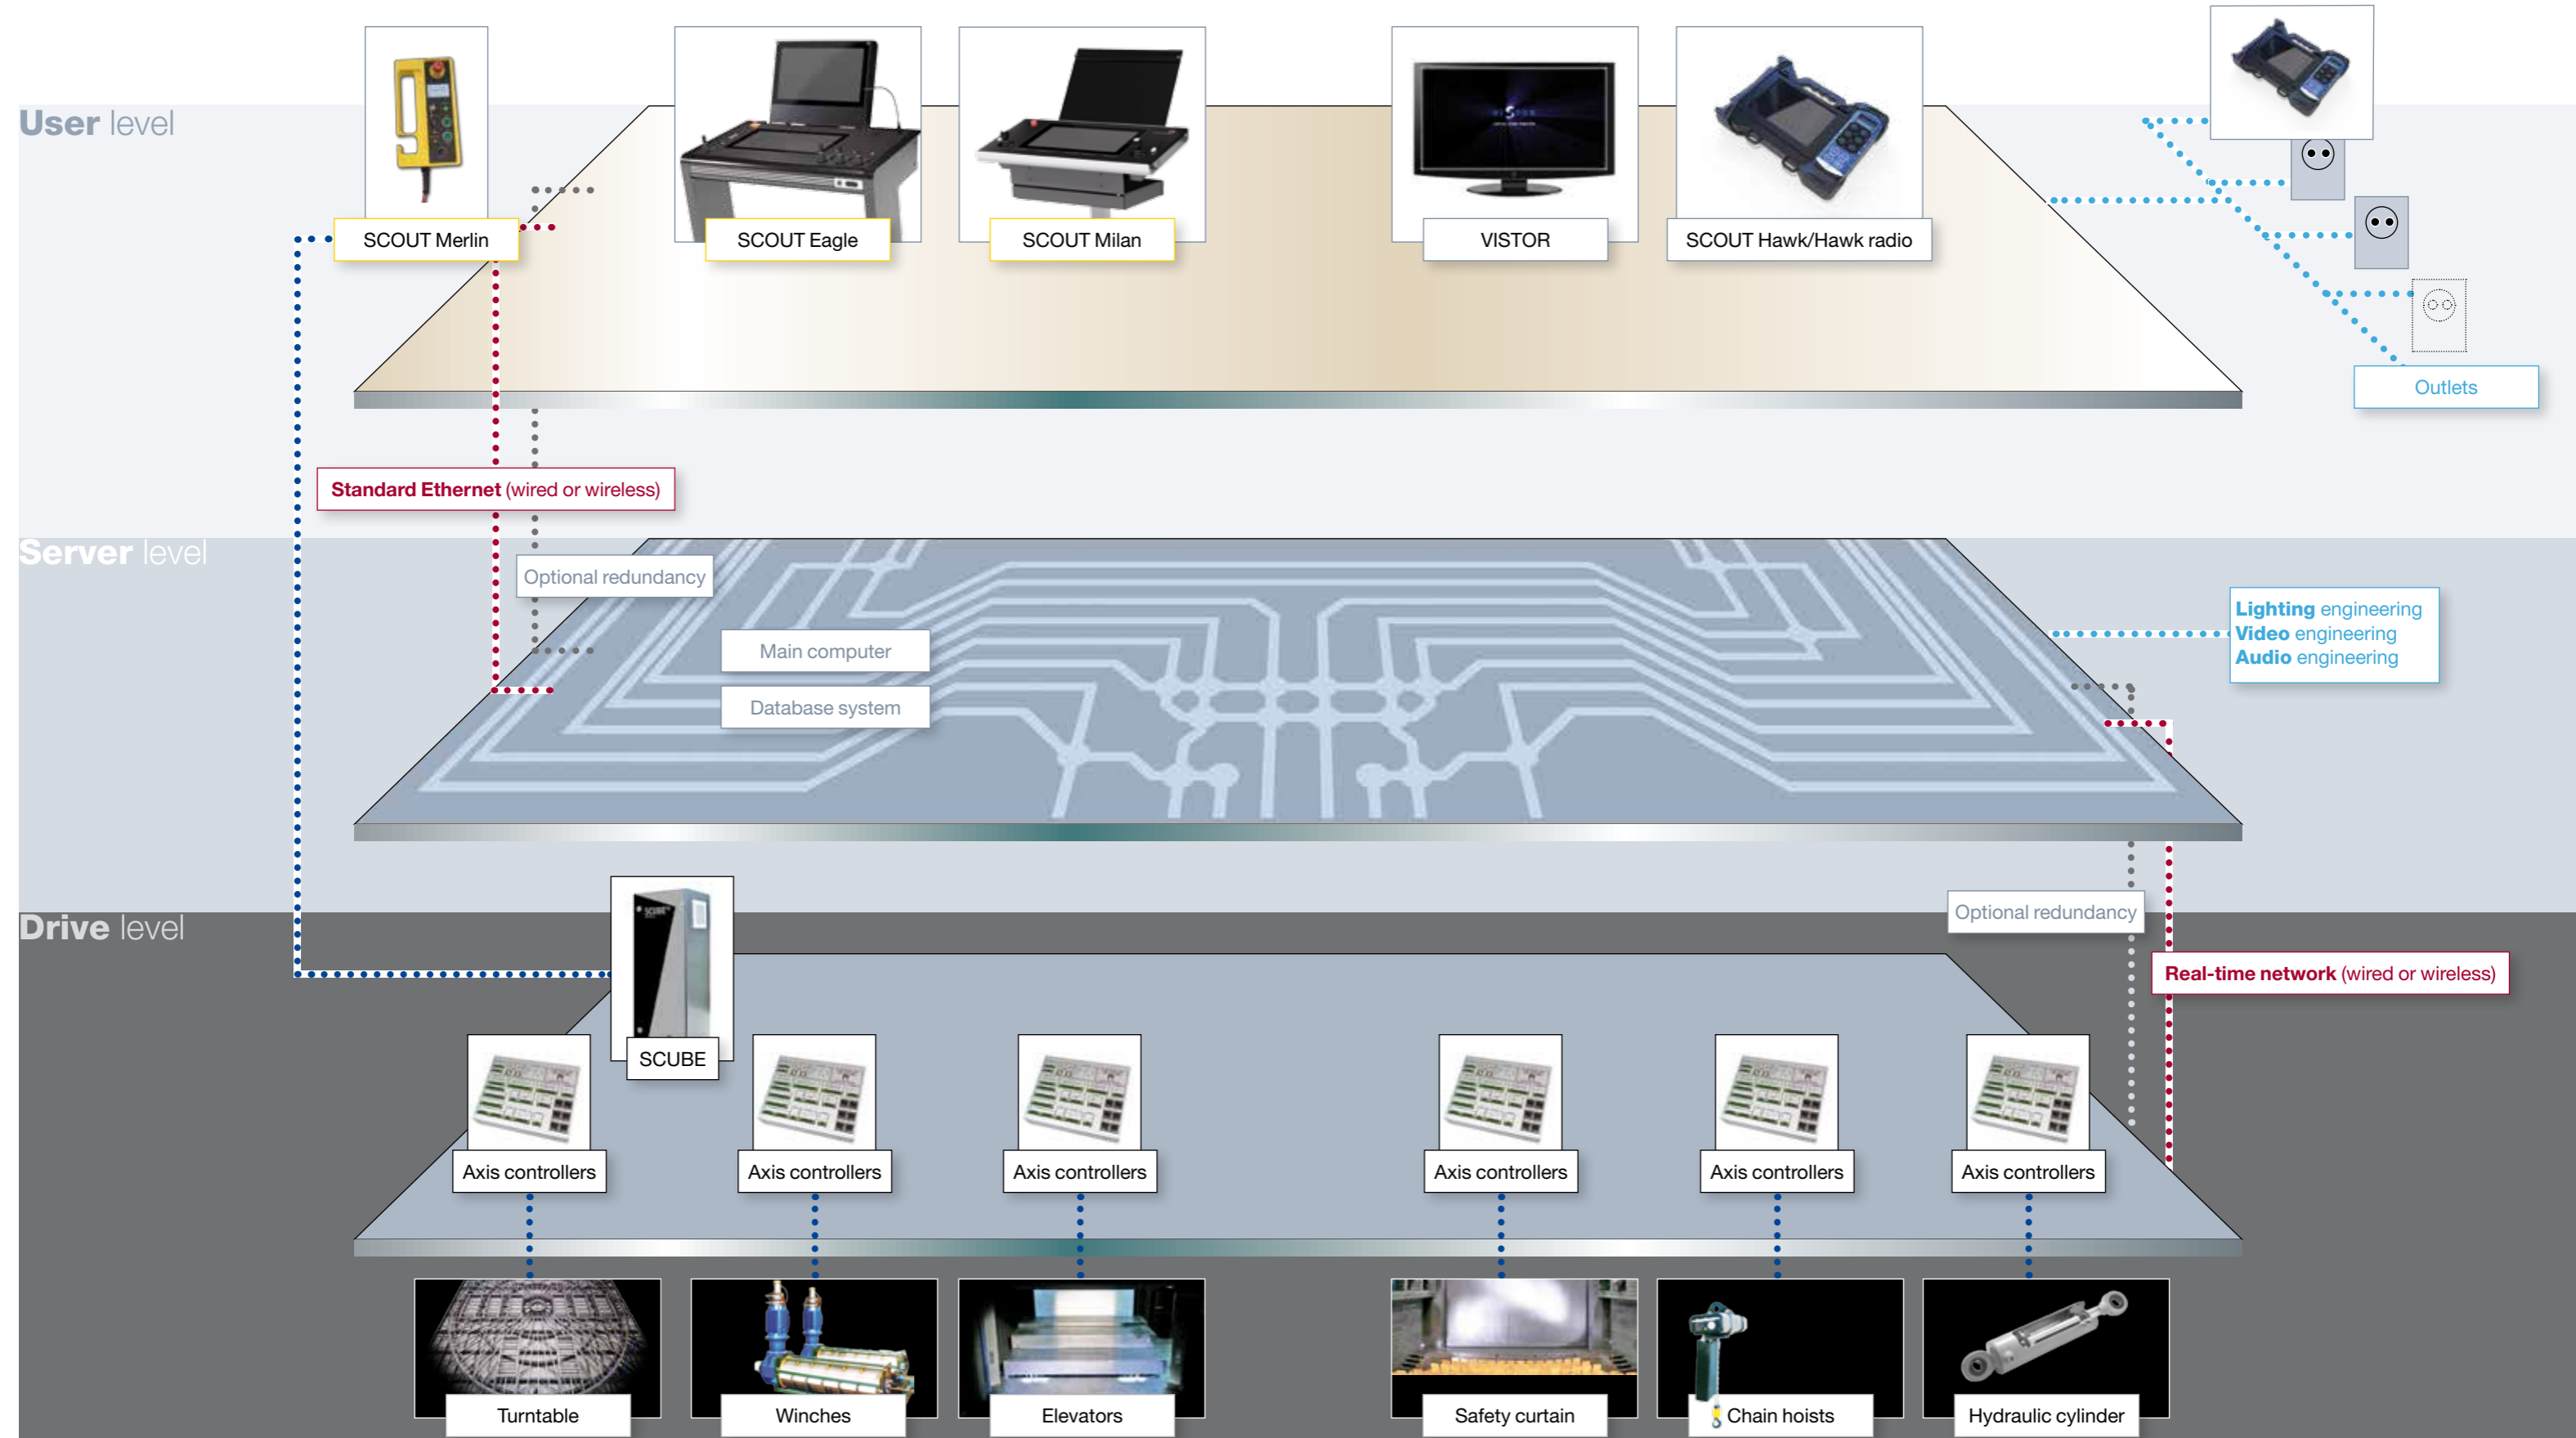 User level
SCOUT Merlin
SCOUT Eagle
SCOUT Milan
VISTOR
VISTOR
SCOUT Hawk/Hawk radio
Outlets
Standard Ethernet (wired or wireless)
Server level
Optional redundancy
Main computer
Database system
Lighting engineering
Video engineering
Audio engineering
Drive level
Optional redundancy
Real-time network (wired or wireless)
SCUBE
SCUBE
Axis controllers
Axis controllers
Axis controllers
Axis controllers
Axis controllers
Axis controllers
Turntable
Winches
Elevators
Safety curtain
Chain hoists
Hydraulic cylinder